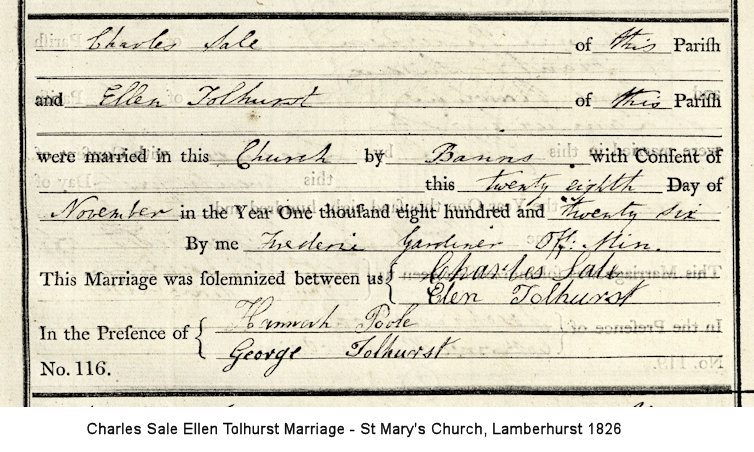 Charles Sale of this Pariſh
and Ellen Tolhurst of this Pariſh
were married in this Church by Banns with Conſent of
this twenty eighth Day of
November in the Year One thouſand eight hundred and twenty six
By me Frederic Gardiner Off: Min.
This Marriage was ſolemnized between us { Charles Sale
Elen Tolhurst
In the Preſence of { Hannah Poole
George Tolhurst
No. 116.
Charles Sale Ellen Tolhurst Marriage - St Mary's Church, Lamberhurst 1826